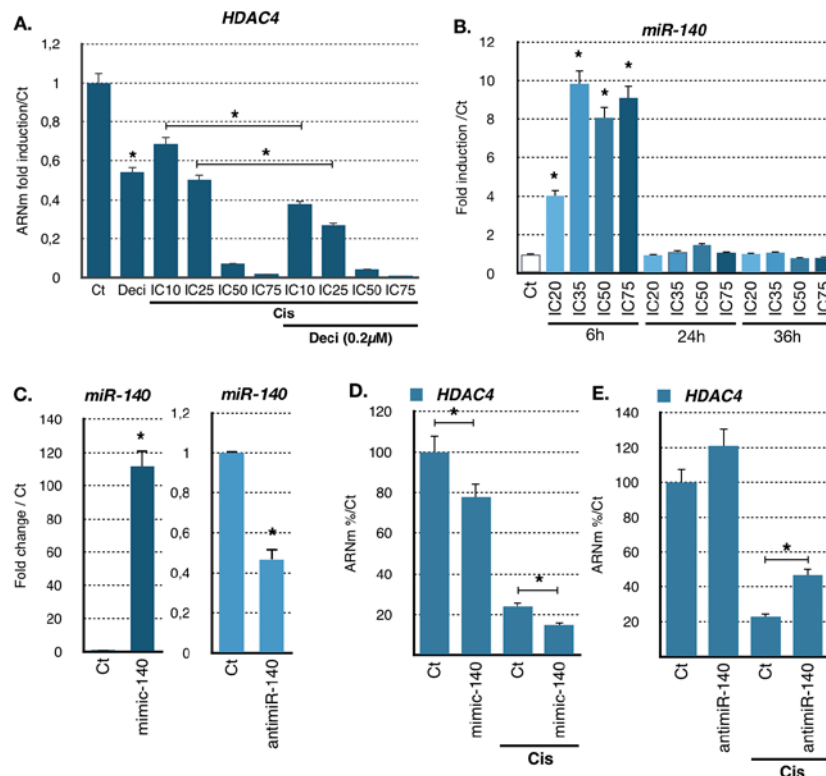 A.
HDAC4
ARNm fold induction/Ct
1,2
1
0,8
0,6
0,4
0,2
0
*
*
*
Ct Deci IC10 IC25 IC50 IC75 IC10 IC25 IC50 IC75
Cis
Deci (0.2µM)
B.
miR-140
Fold induction /Ct
12
10
8
6
4
2
0
*
*
*
*
Ct
IC20
IC35
IC50
IC75
IC20
IC35
IC50
IC75
IC20
IC35
IC50
IC75
6h
24h
36h
C.
miR-140
Fold change / Ct
140
120
100
80
60
40
20
0
*
Ct
mimic-140
miR-140
1,2
1
0,8
0,6
0,4
0,2
0
*
Ct
antimiR-140
D.
HDAC4
ARNm %/Ct
120
100
80
60
40
20
*
*
Ct
mimic-140
Ct
mimic-140
Cis
E.
HDAC4
ARNm %/Ct
140
120
100
80
60
40
20
*
Ct
antimiR-140
Ct
antimiR-140
Cis